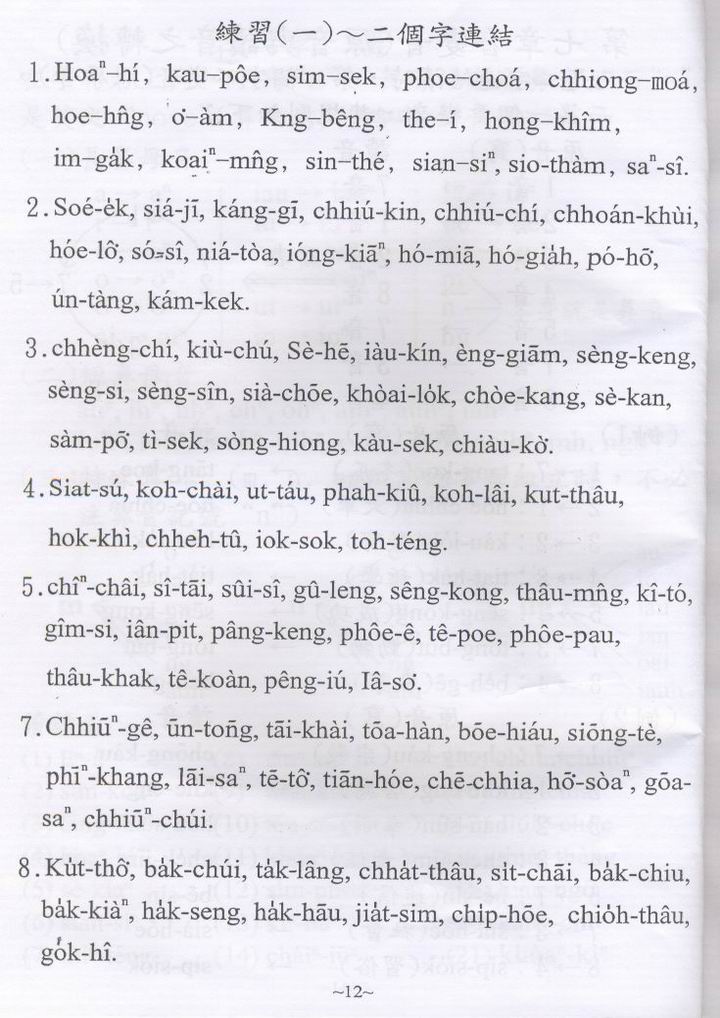 練習(一)～二個字連結
1.Hoaⁿ–hí, kau–pôe, sim–sek, phoe–choá, chhiong–moá,
hoe–hn̂g, o͘–àm, Kng–bêng, the–í, hong–khîm,
im–ga̍k, koaiⁿ–mn̂g, sin–thé, sian–siⁿ, sio–thàm, saⁿ-sî.
2.Soé-e̍k, siá-jī, káng-gī, chhiú-kin, chhiú-chí, chhoán-khùi,
hóe-lô͘, só͘=sî, niá-tòa, ióng-kiāⁿ, hó-miā, hó-gia̍h, pó-hō͘,
ún-tàng, kám-kek.
3.chhèng-chí, kiù-chú, Sè-hē, iàu-kín, èng-giām, sèng-keng,
sèng-si, sèng-sîn, sià-chōe, khòai-lo̍k, chòe-kang, sè-kan,
sàm-pō͘, tì-sek, sòng-hiong, kàu-sek, chiàu-kò͘.
4.Siat-sú, koh-chài, ut-táu, phah-kiû, koh-lâi, kut-thâu,
hok-khì, chheh-tû, iok-sok, toh-téng.
5.chîⁿ-châi, sî-tāi, sûi-sî, gû-leng, sêng-kong, thâu-mn̂g, kî-tó,
gîm-si, iân-pit, pâng-keng, phôe-ê, tê-poe, phôe-pau,
thâu-khak, tê-koàn, pêng-iú, Iâ-so͘.
7.Chhiūⁿ-gê, ūn-tōng, tāi-khài, tōa-hàn, bōe-hiáu, siōng-tè,
phīⁿ-khang, lāi-saⁿ, tē-tô͘, tiān-hóe, chē-chhia, hō͘-sòaⁿ, gōa-
saⁿ, chhiūⁿ-chúi.
8.Ku̍t-thô͘, ba̍k-chúi, ta̍k-lâng, chha̍t-thâu, si̍t-chāi, ba̍k-chiu,
ba̍k-kiàⁿ, ha̍k-seng, ha̍k-hāu, jia̍t-sim, chi̍p-hōe, chio̍h-thâu,
go̍k-hî.
~12~